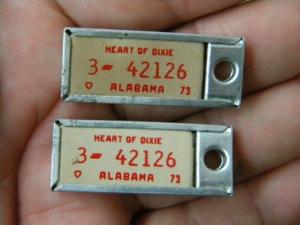 HEART OF DIXIE
3-42126
ALABAMA 73
HEART OF DIXIE
3-42126
ALABAMA 73